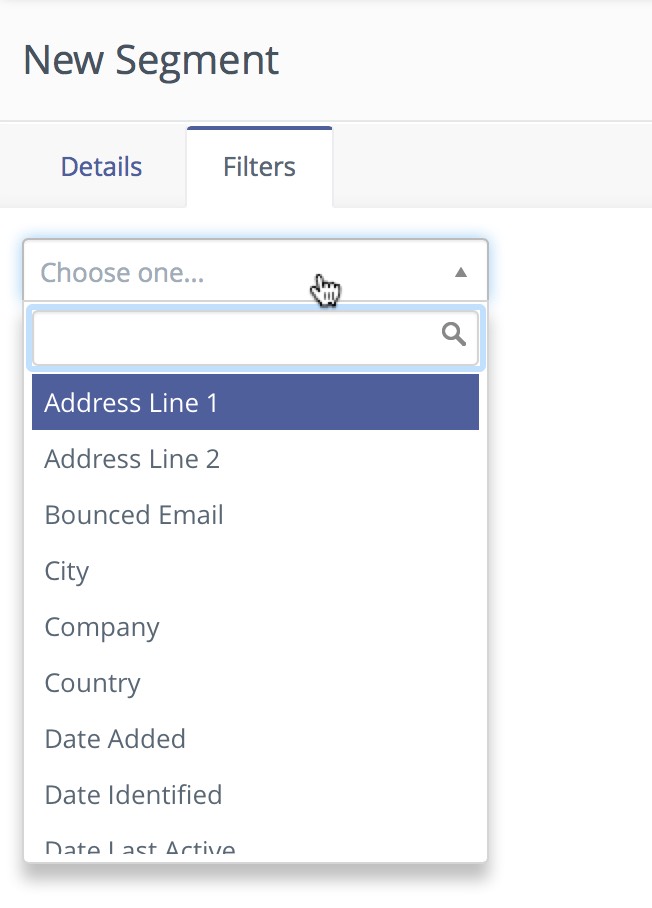 New Segment
Details
Filters
Choose one...
Address Line 1
Address Line 2
Bounced Email
City
Company
Country
Date Added
Date Identified
Date Last Active